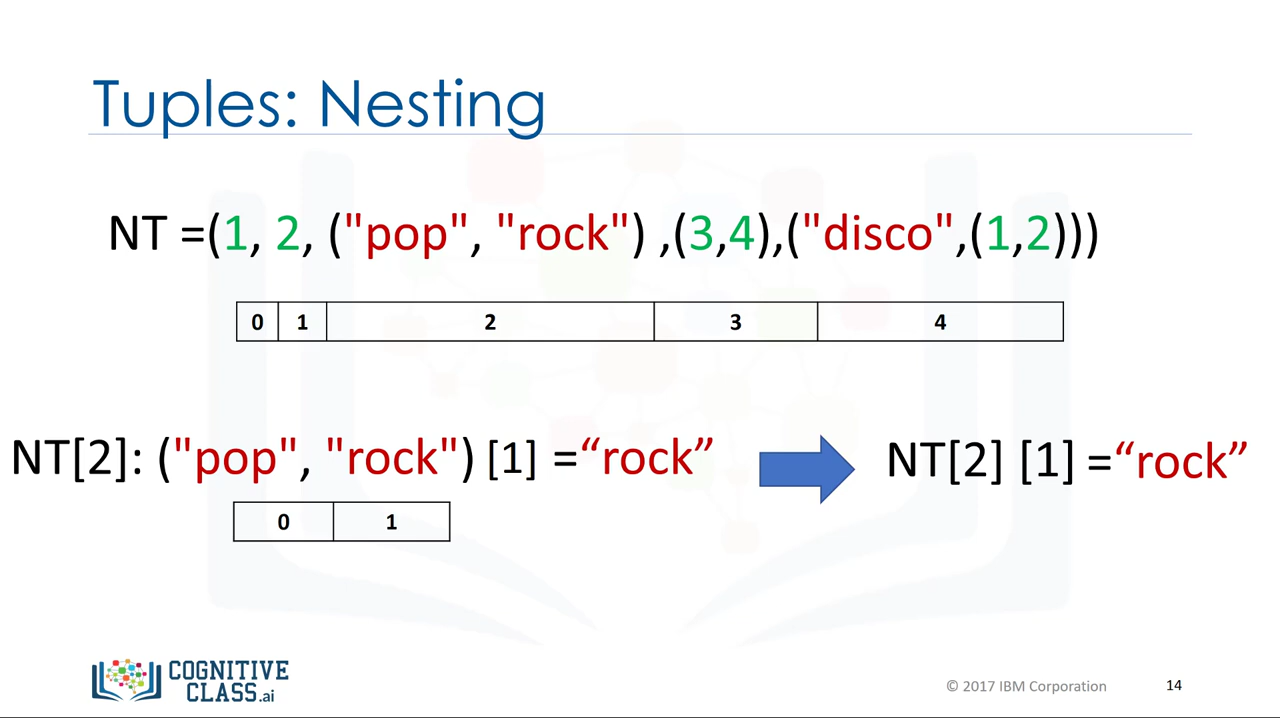 Tuples: Nesting
NT =(1, 2, ("pop", "rock") ,(3,4),("disco",(1,2)))
0 1 2 3 4
NT[2]: ("pop", "rock") [1] =“rock” NT[2] [1] =“rock”
0 1
COGNITIVE
CLASS.ai
© 2017 IBM Corporation 14